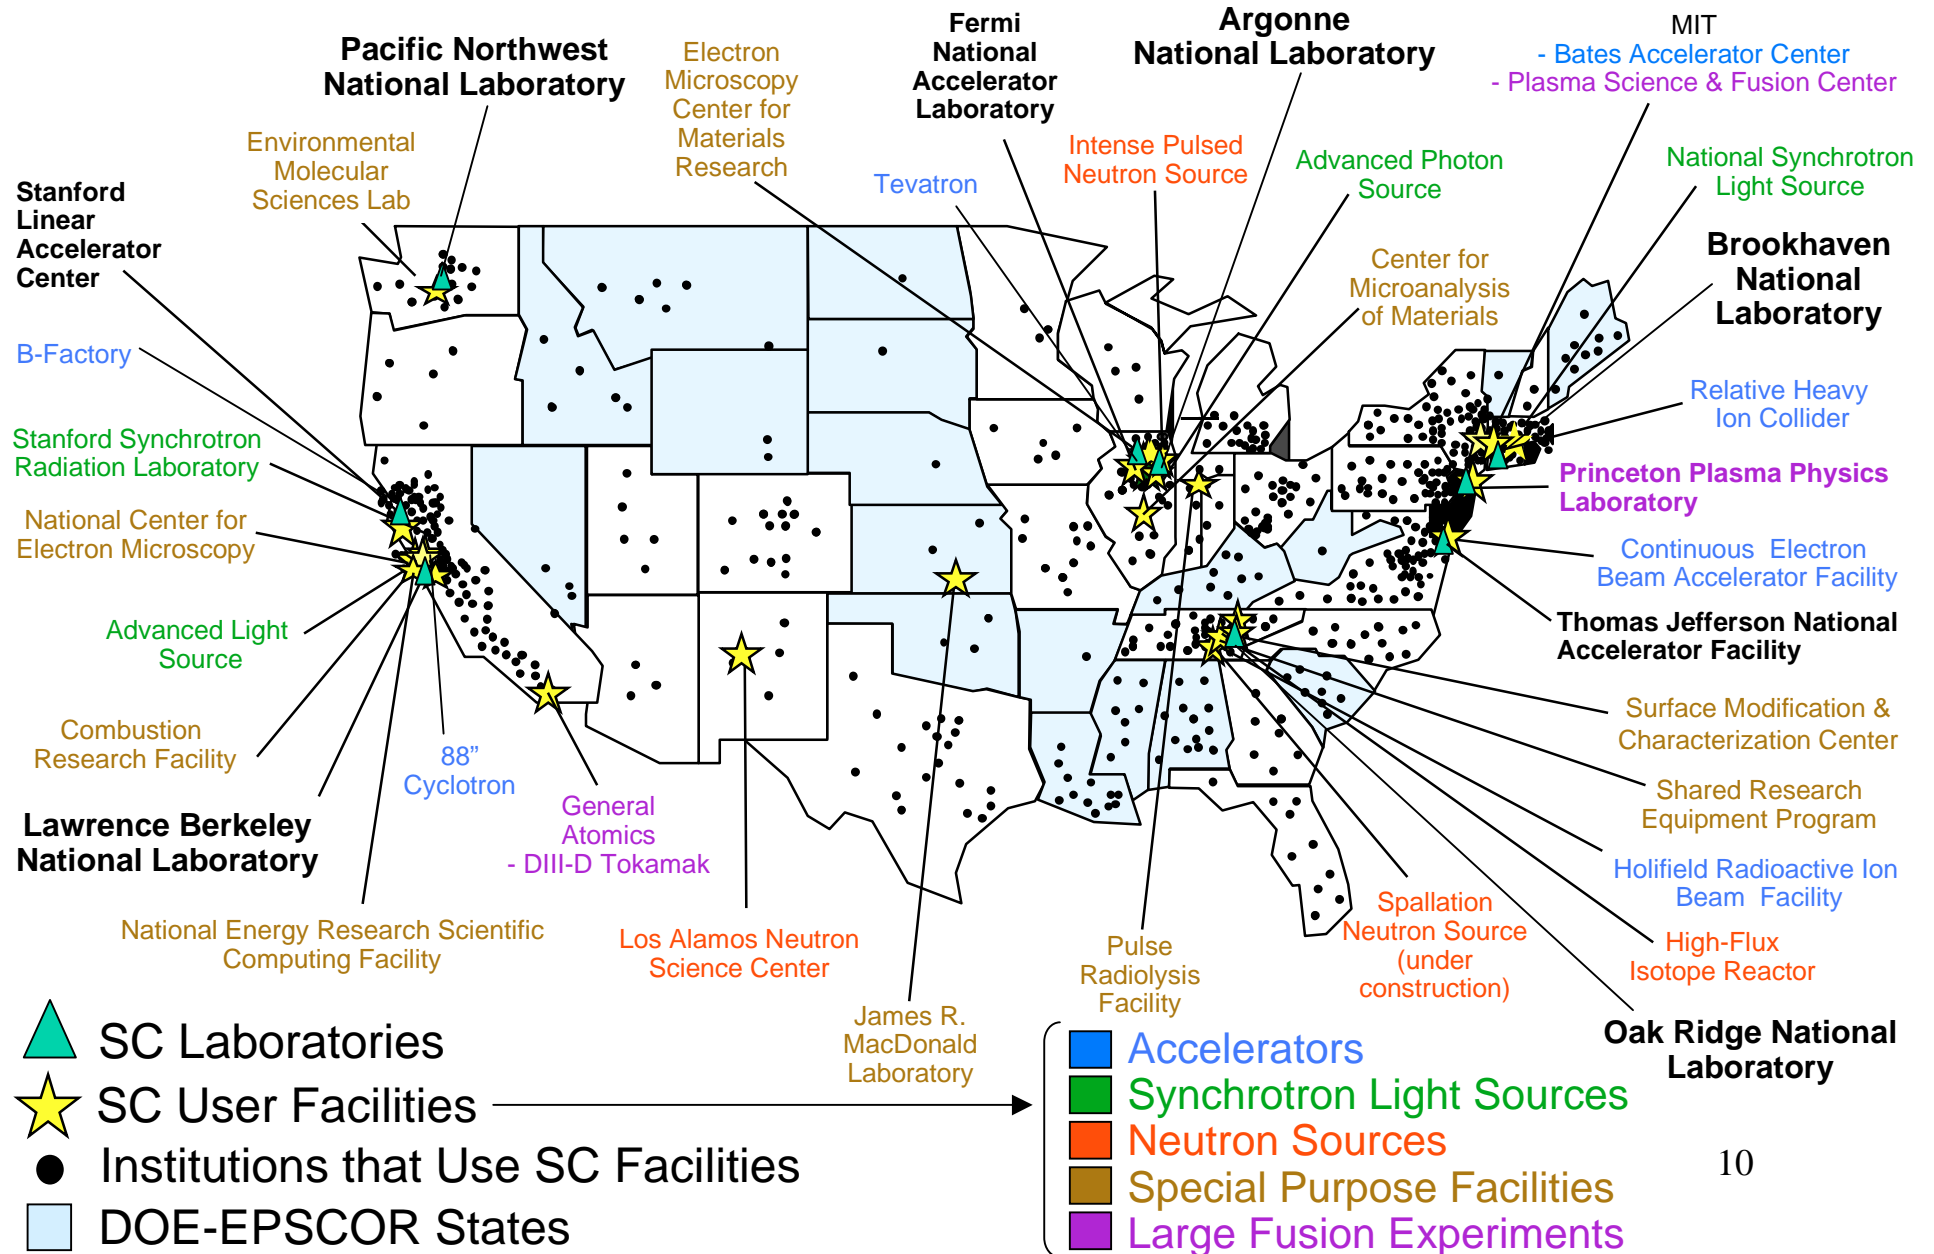 Pacific Northwest
National Laboratory
Electron
Microscopy
Center for
Materials
Research
Fermi
National
Accelerator
Laboratory
Argonne
National Laboratory
MIT
- Bates Accelerator Center
- Plasma Science & Fusion Center
Environmental
Molecular
Sciences Lab
Tevatron
Intense Pulsed
Neutron Source
Advanced Photon
Source
National Synchrotron
Light Source
Stanford
Linear
Accelerator
Center
Center for
Microanalysis
of Materials
Brookhaven
National
Laboratory
B-Factory
Relative Heavy
Ion Collider
Stanford Synchrotron
Radiation Laboratory
Princeton Plasma Physics
Laboratory
National Center for
Electron Microscopy
Continuous  Electron
Beam Accelerator Facility
Advanced Light
Source
Thomas Jefferson National
Accelerator Facility
Combustion
Research Facility
88”
Cyclotron
Surface Modification &
Characterization Center
General
Atomics
- DIII-D Tokamak
Shared Research
Equipment Program
Lawrence Berkeley
National Laboratory
Holifield Radioactive Ion
Beam  Facility
National Energy Research Scientific
Computing Facility
Los Alamos Neutron
Science Center
James R.
MacDonald
Laboratory
Pulse
Radiolysis
Facility
Spallation
Neutron Source
(under
construction)
High-Flux
Isotope Reactor
Oak Ridge National
Laboratory
SC Laboratories
SC User Facilities
Institutions that Use SC Facilities
DOE-EPSCOR States
Accelerators
Synchrotron Light Sources
Neutron Sources
Special Purpose Facilities
Large Fusion Experiments
10